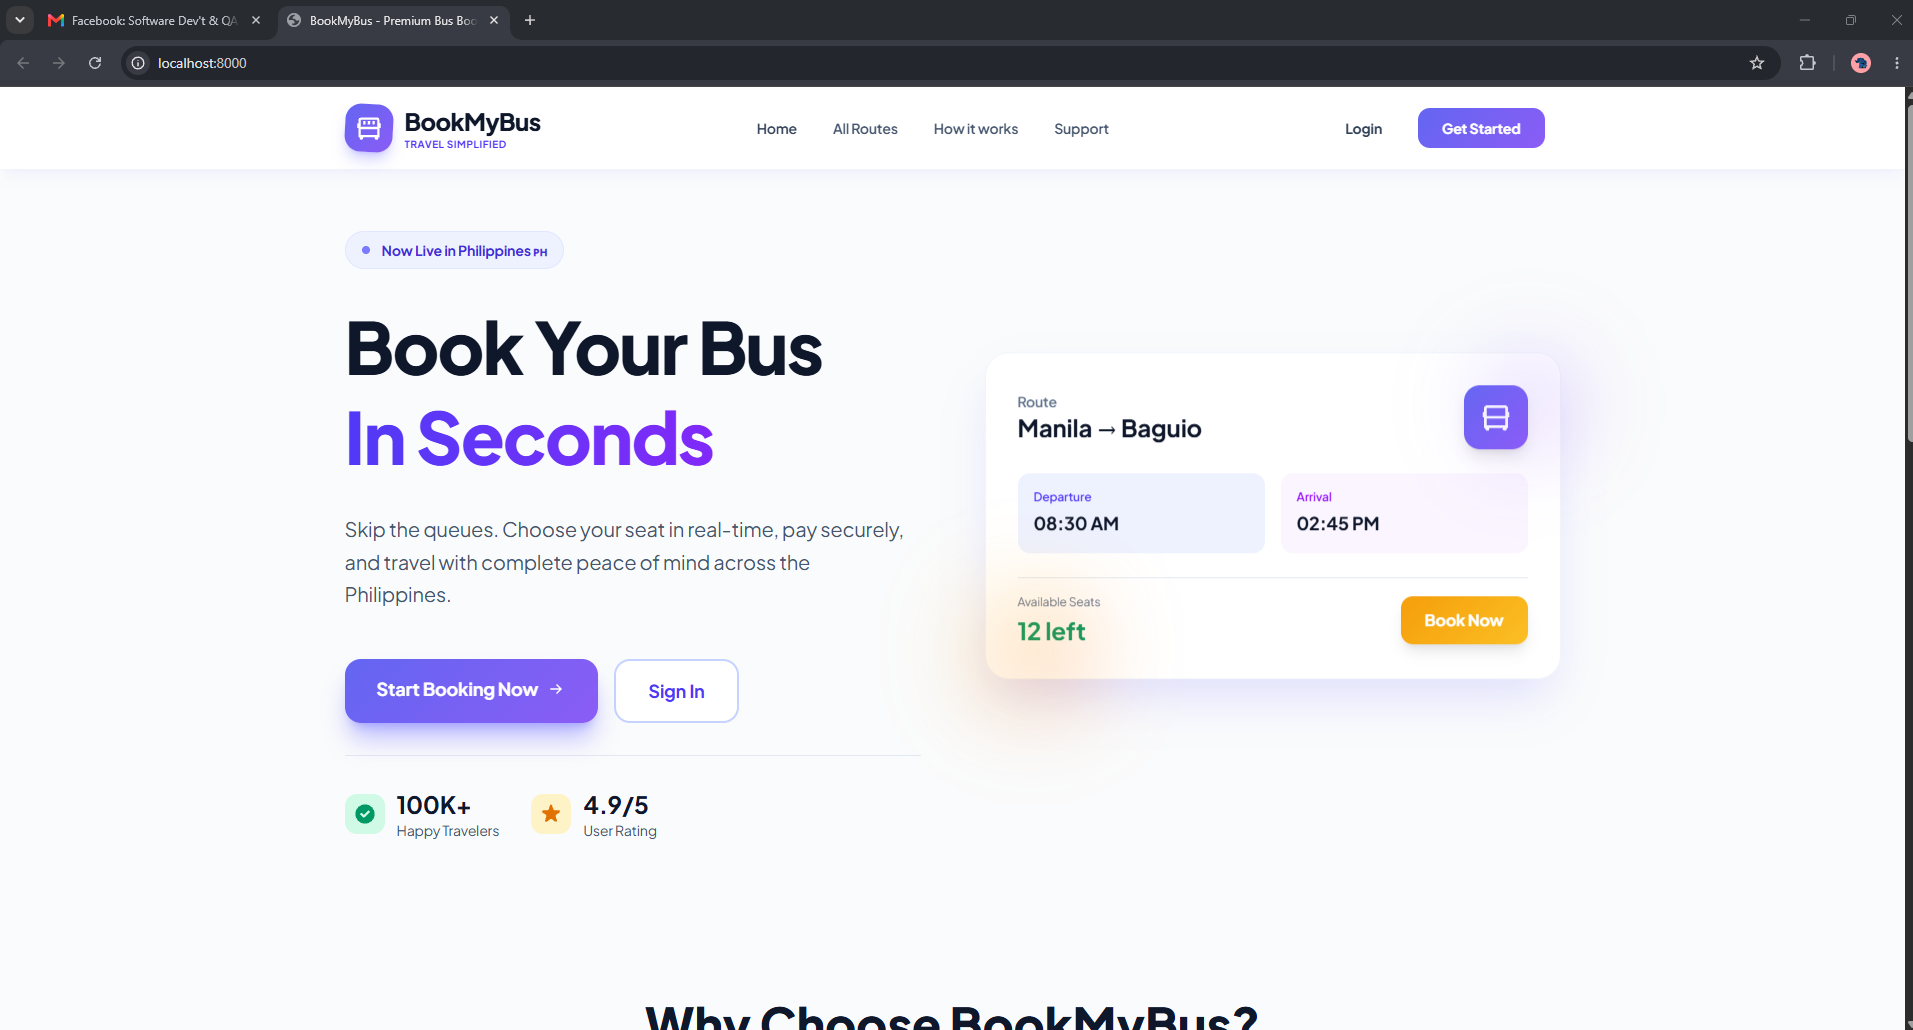 Facebook: Software Dev't & QA
BookMyBus - Premium Bus Boo
localhost:8000
BookMyBus
TRAVEL SIMPLIFIED
Home
All Routes
How it works
Support
Login
Get Started
Now Live in Philippines PH
Book Your Bus
In Seconds
Skip the queues. Choose your seat in real-time, pay securely,
and travel with complete peace of mind across the
Philippines.
Start Booking Now →
Sign In
100K+
Happy Travelers
4.9/5
User Rating
Route
Manila → Baguio
Departure
08:30 AM
Arrival
02:45 PM
Available Seats
12 left
Book Now
Why Choose BookMyBus?